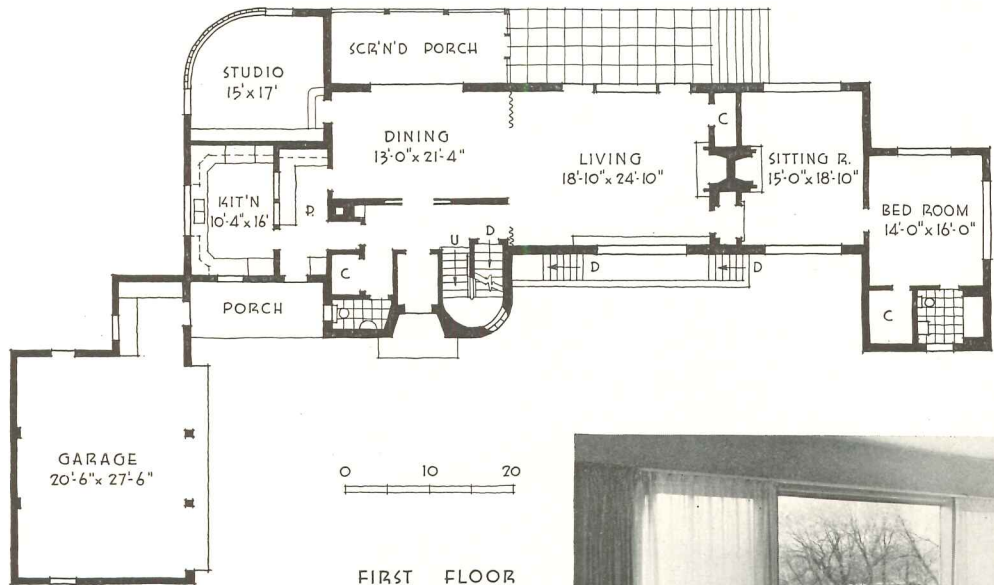 SCR'N'D PORCH
STUDIO
15'x 17'
DINING
13'-0" x 21'-4"
C
LIVING
18'-10" x 24'-10"
SITTING R.
15'-0" x 18'-10"
KIT'N
10'-4" x 16'
P.
BED ROOM
14'-0" x 16'-0"
U
D
C
D
D
PORCH
C
GARAGE
20'-6" x 27'-6"
0 10 20
FIRST FLOOR